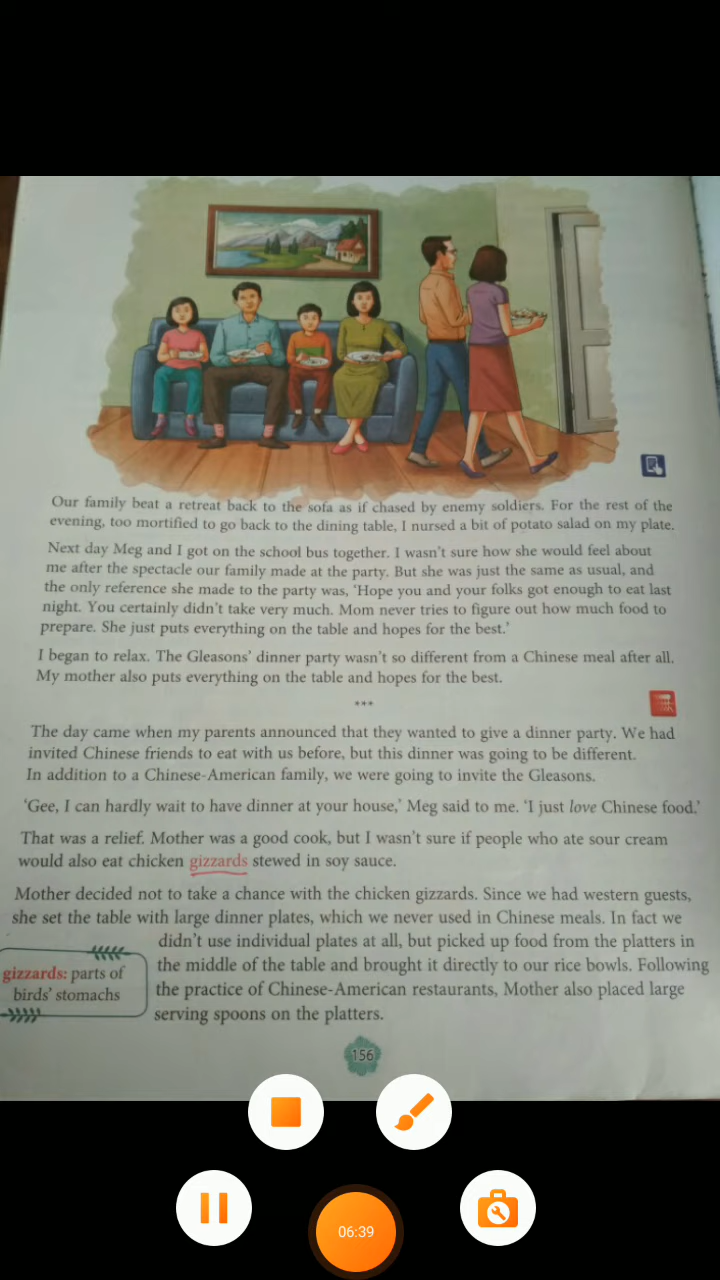 Our family beat a retreat back to the sofa as if chased by enemy soldiers. For the rest of the
evening, too mortified to go back to the dining table, I nursed a bit of potato salad on my plate.
Next day Meg and I got on the school bus together. I wasn't sure how she would feel about
me after the spectacle our family made at the party. But she was just the same as usual, and
the only reference she made to the party was, 'Hope you and your folks got enough to eat last
night. You certainly didn't take very much. Mom never tries to figure out how much food to
prepare. She just puts everything on the table and hopes for the best.'
I began to relax. The Gleasons' dinner party wasn't so different from a Chinese meal after all.
My mother also puts everything on the table and hopes for the best.
***
The day came when my parents announced that they wanted to give a dinner party. We had
invited Chinese friends to eat with us before, but this dinner was going to be different.
In addition to a Chinese-American family, we were going to invite the Gleasons.
'Gee, I can hardly wait to have dinner at your house,' Meg said to me. 'I just love Chinese food.'
That was a relief. Mother was a good cook, but I wasn't sure if people who ate sour cream
would also eat chicken gizzards stewed in soy sauce.
Mother decided not to take a chance with the chicken gizzards. Since we had western guests,
she set the table with large dinner plates, which we never used in Chinese meals. In fact we
didn't use individual plates at all, but picked up food from the platters in
the middle of the table and brought it directly to our rice bowls. Following
the practice of Chinese-American restaurants, Mother also placed large
serving spoons on the platters.
gizzards: parts of
birds' stomachs
156
06:39